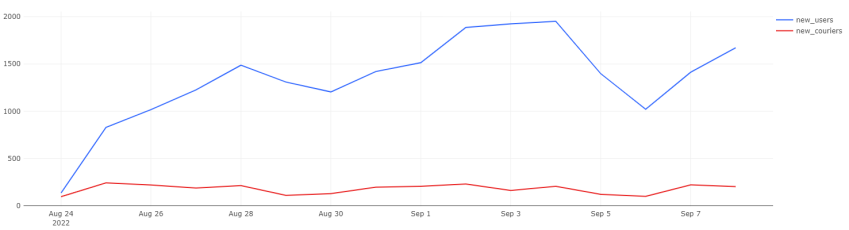 2000
1500
1000
500
0
Aug 24
2022
Aug 26
Aug 28
Aug 30
Sep 1
Sep 3
Sep 5
Sep 7
new_users
new_couriers